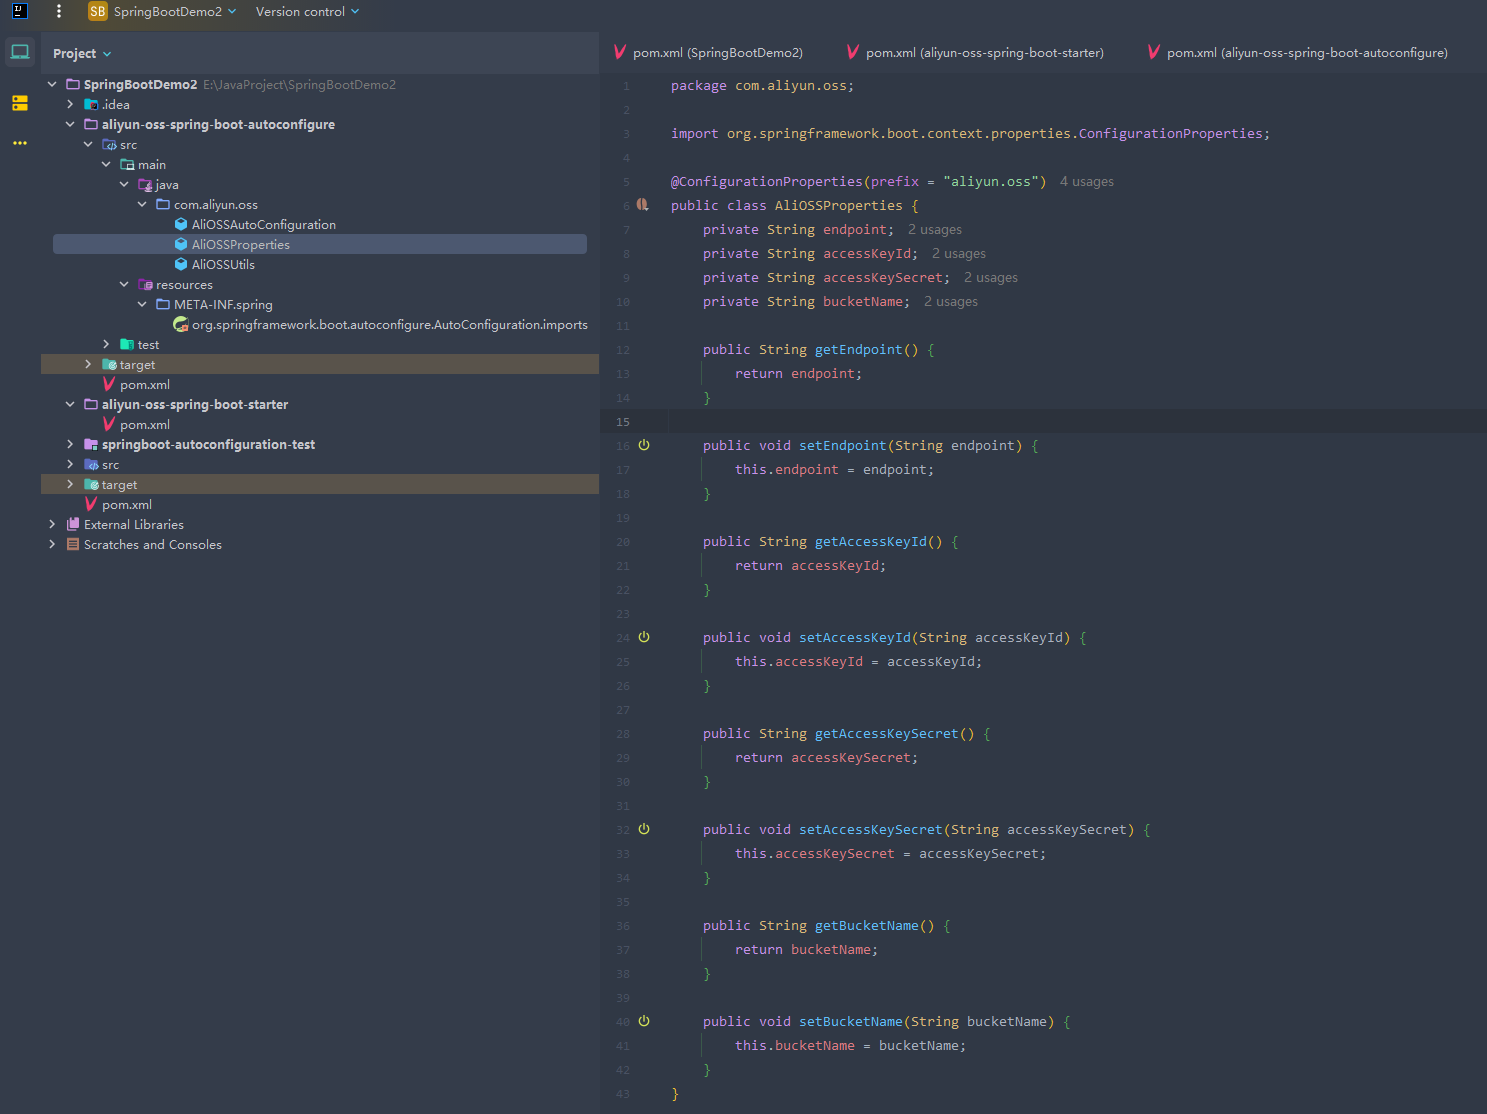 SB SpringBootDemo2 Version control
Project
SpringBootDemo2 E:\JavaProject\SpringBootDemo2
.idea
aliyun-oss-spring-boot-autoconfigure
src
main
java
com.aliyun.oss
AliOSSAutoConfiguration
AliOSSProperties
AliOSSUtils
resources
META-INF.spring
org.springframework.boot.autoconfigure.AutoConfiguration.imports
test
target
pom.xml
aliyun-oss-spring-boot-starter
pom.xml
springboot-autoconfiguration-test
src
target
pom.xml
External Libraries
Scratches and Consoles
pom.xml (SpringBootDemo2) pom.xml (aliyun-oss-spring-boot-starter) pom.xml (aliyun-oss-spring-boot-autoconfigure)
1 package com.aliyun.oss;
2
3 import org.springframework.boot.context.properties.ConfigurationProperties;
4
5 @ConfigurationProperties(prefix = "aliyun.oss") 4 usages
6 public class AliOSSProperties {
7 private String endpoint; 2 usages
8 private String accessKeyId; 2 usages
9 private String accessKeySecret; 2 usages
10 private String bucketName; 2 usages
11
12 public String getEndpoint() {
13 return endpoint;
14 }
15
16 public void setEndpoint(String endpoint) {
17 this.endpoint = endpoint;
18 }
19
20 public String getAccessKeyId() {
21 return accessKeyId;
22 }
23
24 public void setAccessKeyId(String accessKeyId) {
25 this.accessKeyId = accessKeyId;
26 }
27
28 public String getAccessKeySecret() {
29 return accessKeySecret;
30 }
31
32 public void setAccessKeySecret(String accessKeySecret) {
33 this.accessKeySecret = accessKeySecret;
34 }
35
36 public String getBucketName() {
37 return bucketName;
38 }
39
40 public void setBucketName(String bucketName) {
41 this.bucketName = bucketName;
42 }
43 }